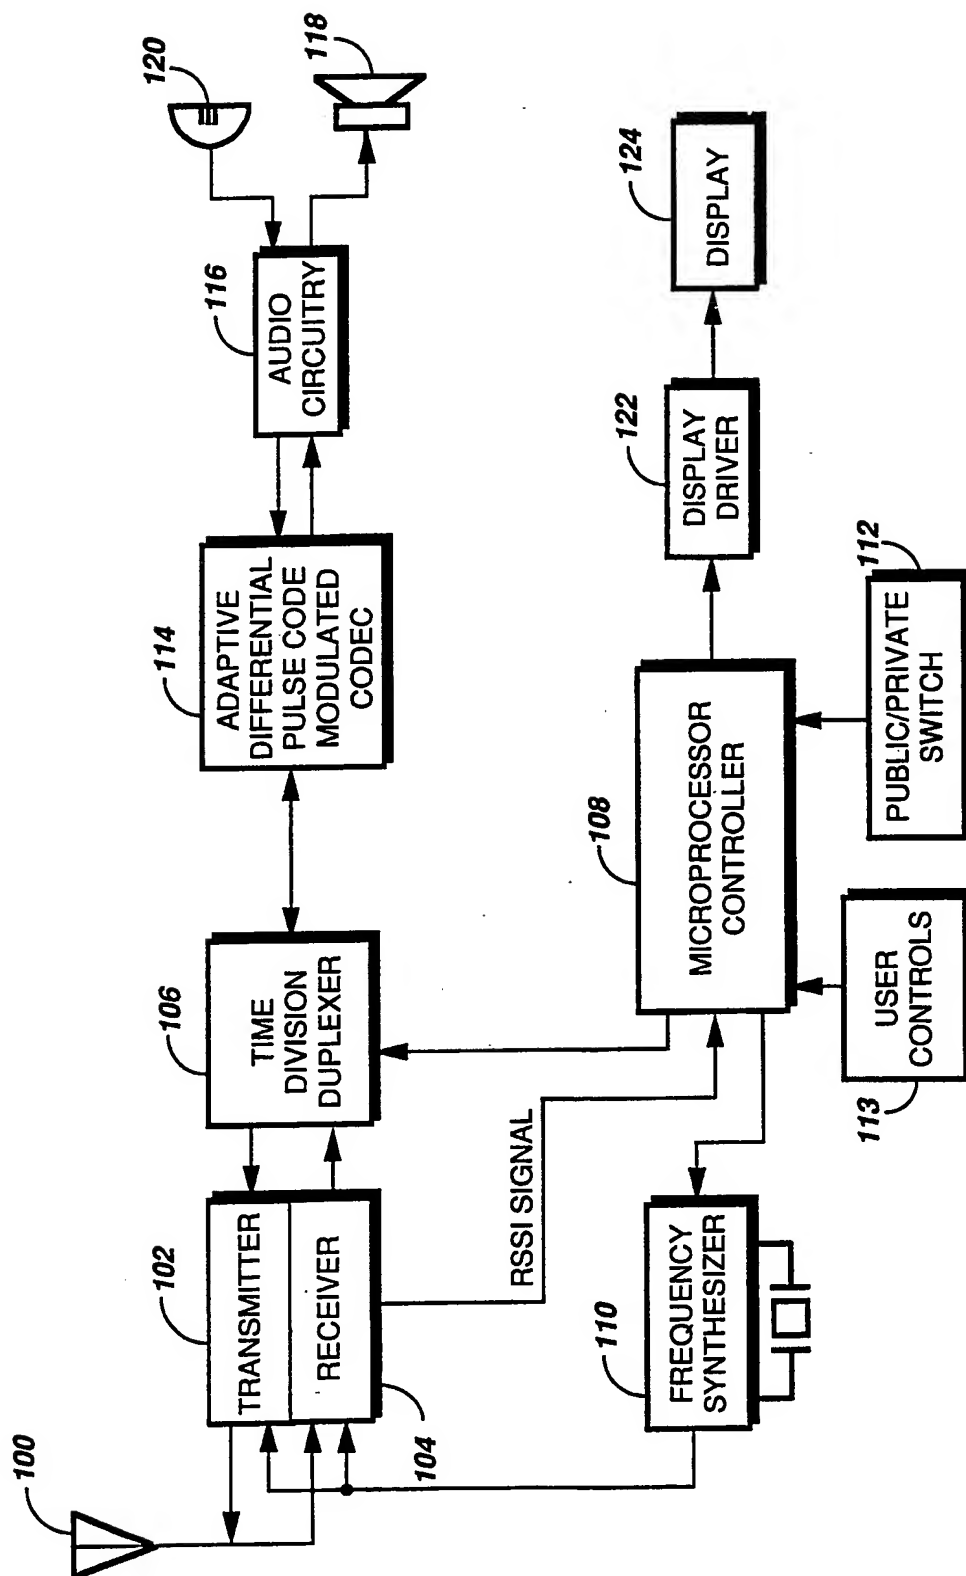 100
102
TRANSMITTER
RECEIVER
104
106
TIME
DIVISION
DUPLEXER
114
ADAPTIVE
DIFFERENTIAL
PULSE CODE
MODULATED
CODEC
116
AUDIO
CIRCUITRY
120
118
RSSI SIGNAL
110
FREQUENCY
SYNTHESIZER
108
MICROPROCESSOR
CONTROLLER
122
DISPLAY
DRIVER
124
DISPLAY
113
USER
CONTROLS
112
PUBLIC/PRIVATE
SWITCH